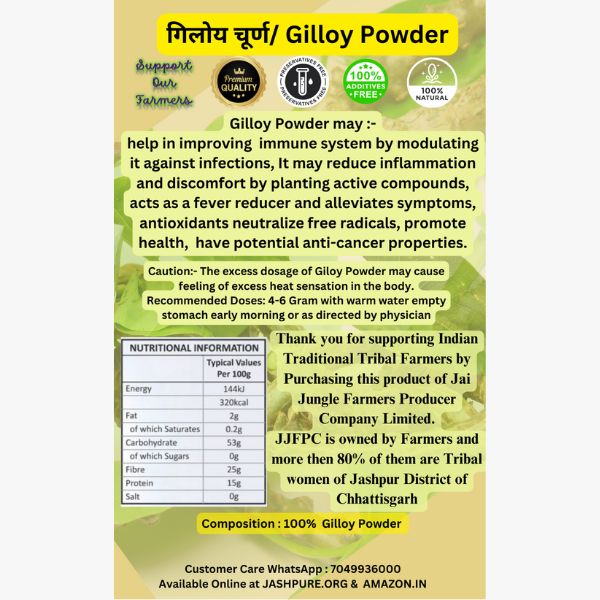 गिलोय चूर्ण/ Gilloy Powder
Support
Our
Farmers
Premium
QUALITY
PRESERVATIVES FREE
PRESERVATIVES FREE
100%
ADDITIVES
FREE
100%
NATURAL
Gilloy Powder may :-
help in improving immune system by modulating
it against infections, It may reduce inflammation
and discomfort by planting active compounds,
acts as a fever reducer and alleviates symptoms,
antioxidants neutralize free radicals, promote
health, have potential anti-cancer properties.
Caution:- The excess dosage of Giloy Powder may cause
feeling of excess heat sensation in the body.
Recommended Doses: 4-6 Gram with warm water empty
stomach early morning or as directed by physician
NUTRITIONAL INFORMATION
Typical Values
Per 100g
Energy 144kJ
320kcal
Fat 2g
of which Saturates 0.2g
Carbohydrate 53g
of which Sugars 0g
Fibre 25g
Protein 15g
Salt 0g
Thank you for supporting Indian
Traditional Tribal Farmers by
Purchasing this product of Jai
Jungle Farmers Producer
Company Limited.
JJFPC is owned by Farmers and
more then 80% of them are Tribal
women of Jashpur District of
Chhattisgarh
Composition : 100% Gilloy Powder
Customer Care WhatsApp : 7049936000
Available Online at JASHPURE.ORG & AMAZON.IN